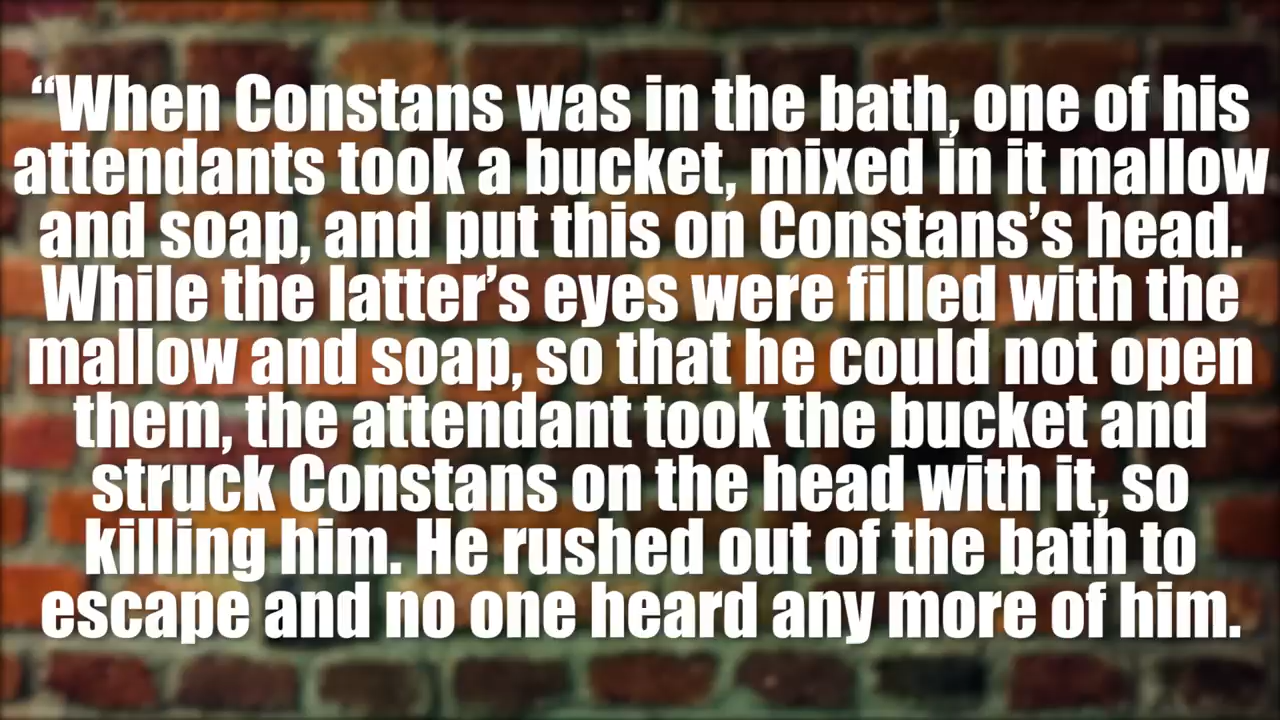 “When Constans was in the bath, one of his
attendants took a bucket, mixed in it mallow
and soap, and put this on Constans’s head.
While the latter’s eyes were filled with the
mallow and soap, so that he could not open
them, the attendant took the bucket and
struck Constans on the head with it, so
killing him. He rushed out of the bath to
escape and no one heard any more of him.